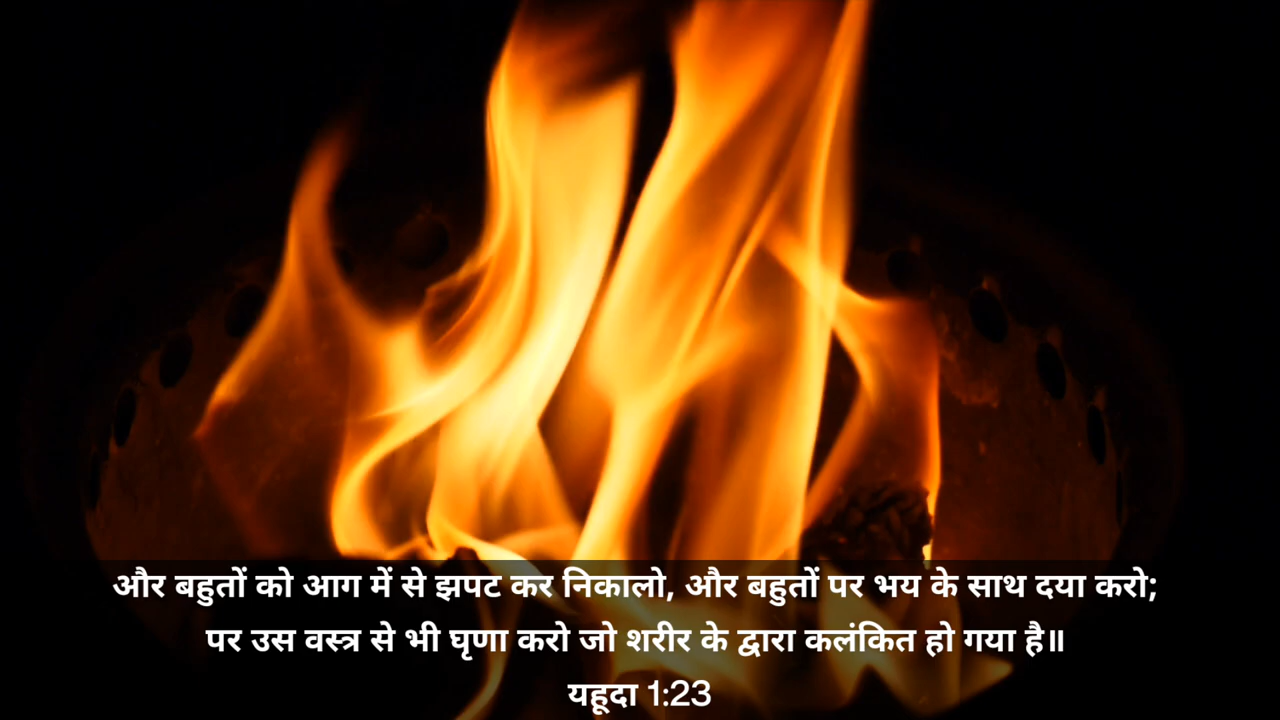 और बहुतों को आग में से झपट कर निकालो, और बहुतों पर भय के साथ दया करो;
पर उस वस्त्र से भी घृणा करो जो शरीर के द्वारा कलंकित हो गया है॥
यहूदा 1:23